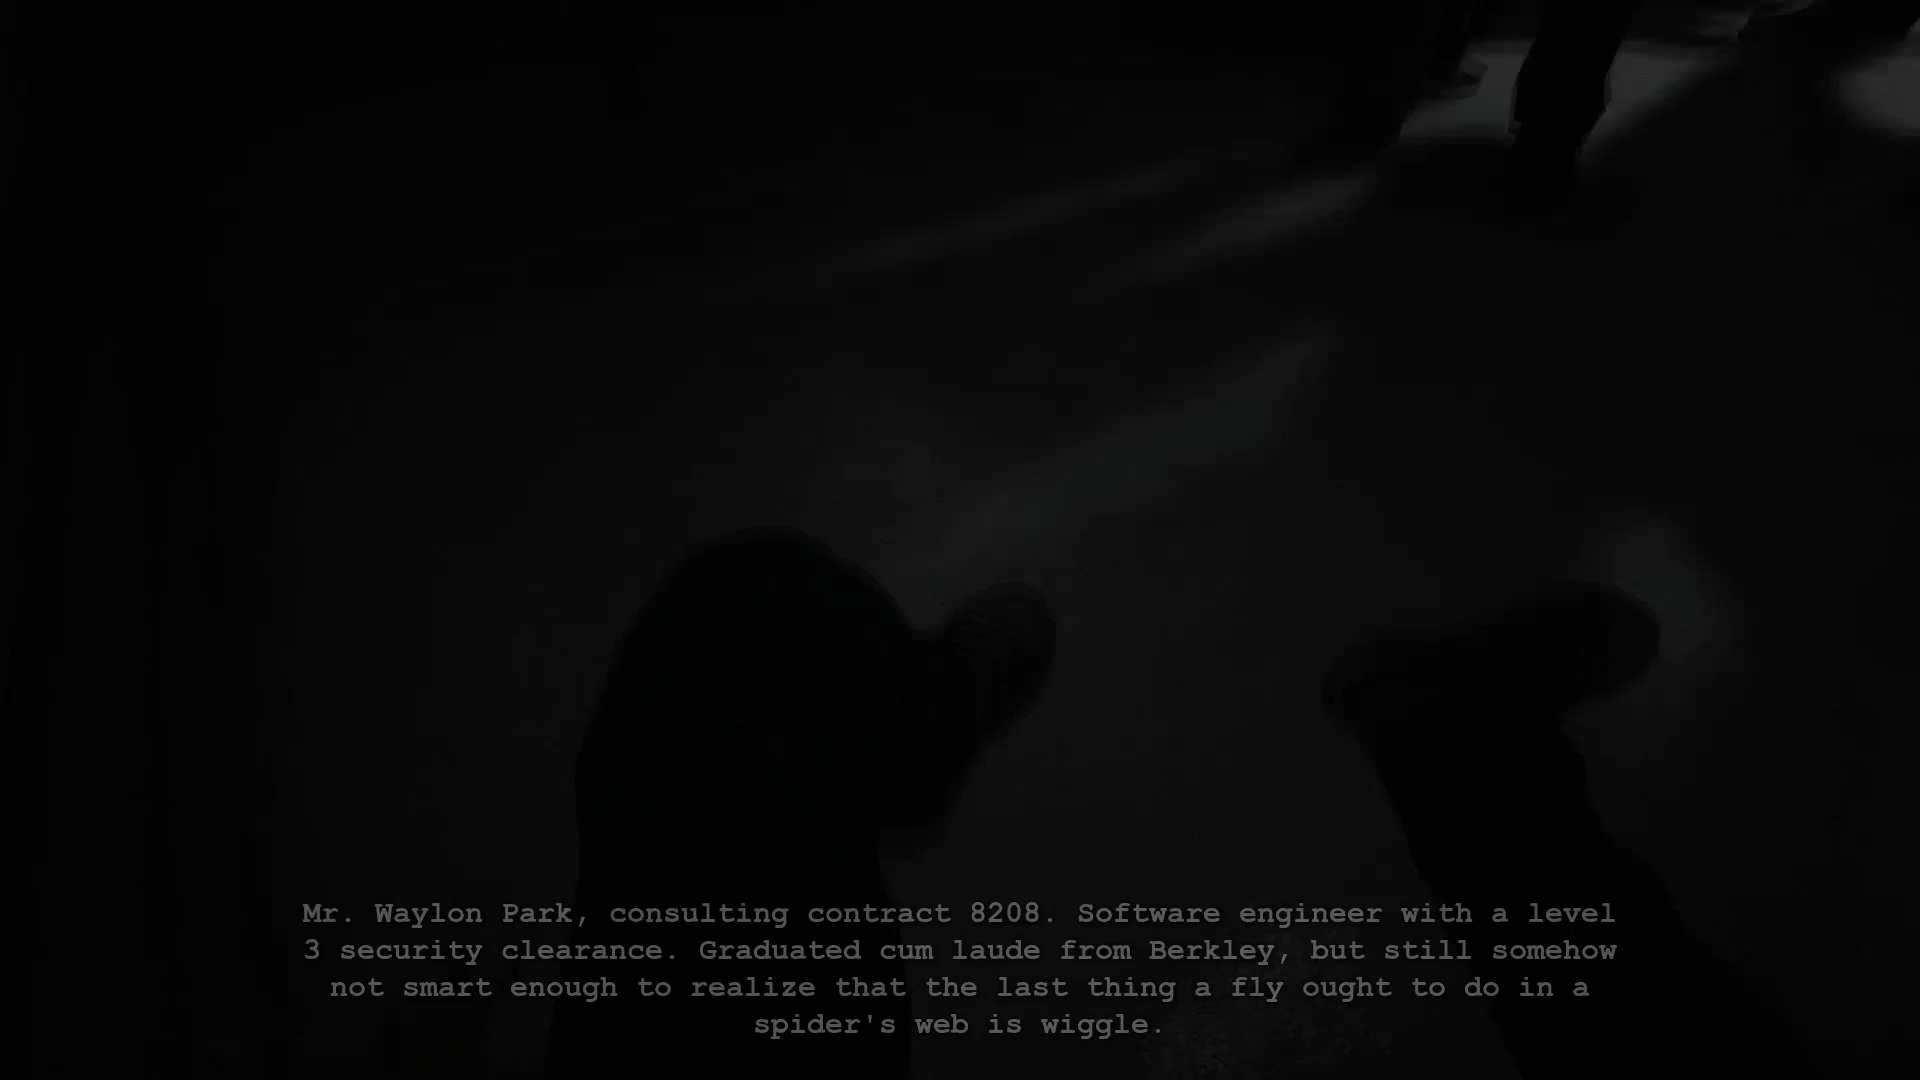 Mr. Waylon Park, consulting contract 8208. Software engineer with a level
3 security clearance. Graduated cum laude from Berkley, but still somehow
not smart enough to realize that the last thing a fly ought to do in a
spider's web is wiggle.